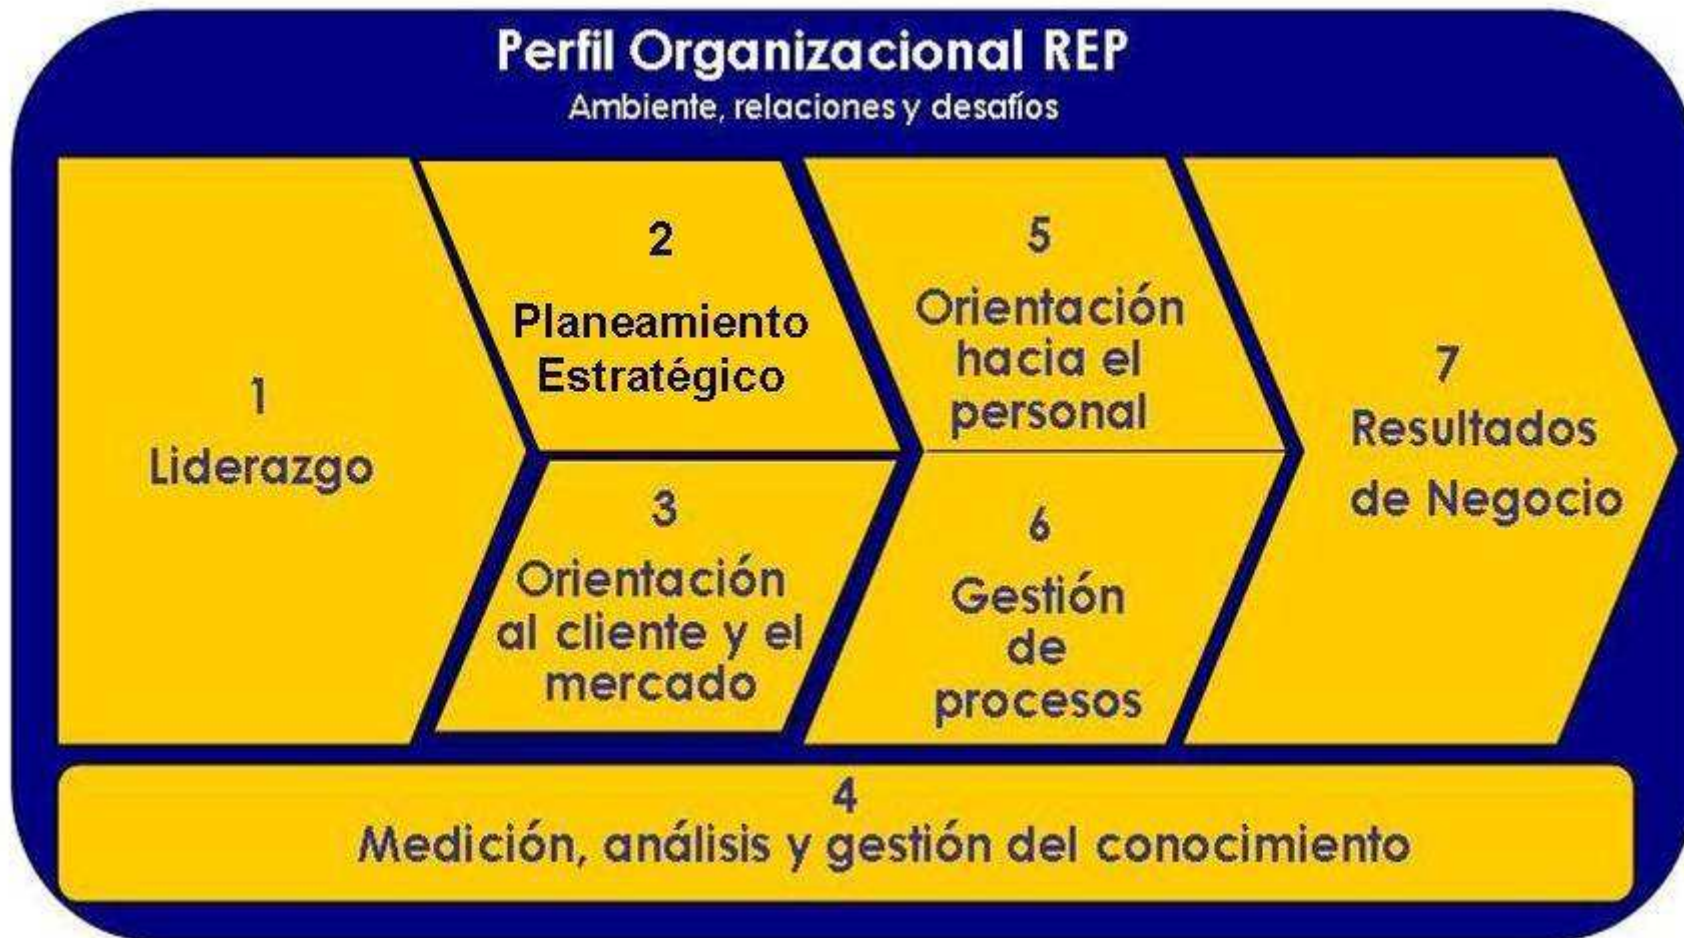 Perfil Organizacional REP
Ambiente, relaciones y desafíos
1
Liderazgo
2
Planeamiento
Estratégico
3
Orientación
al cliente y el
mercado
5
Orientación
hacia el
personal
6
Gestión
de
procesos
7
Resultados
de Negocio
4
Medición, análisis y gestión del conocimiento